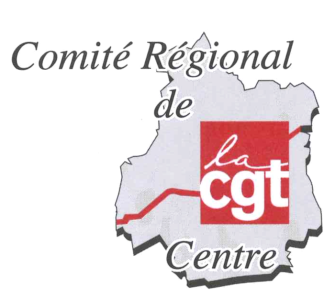 Comité Régional
de
la
cgt
Centre